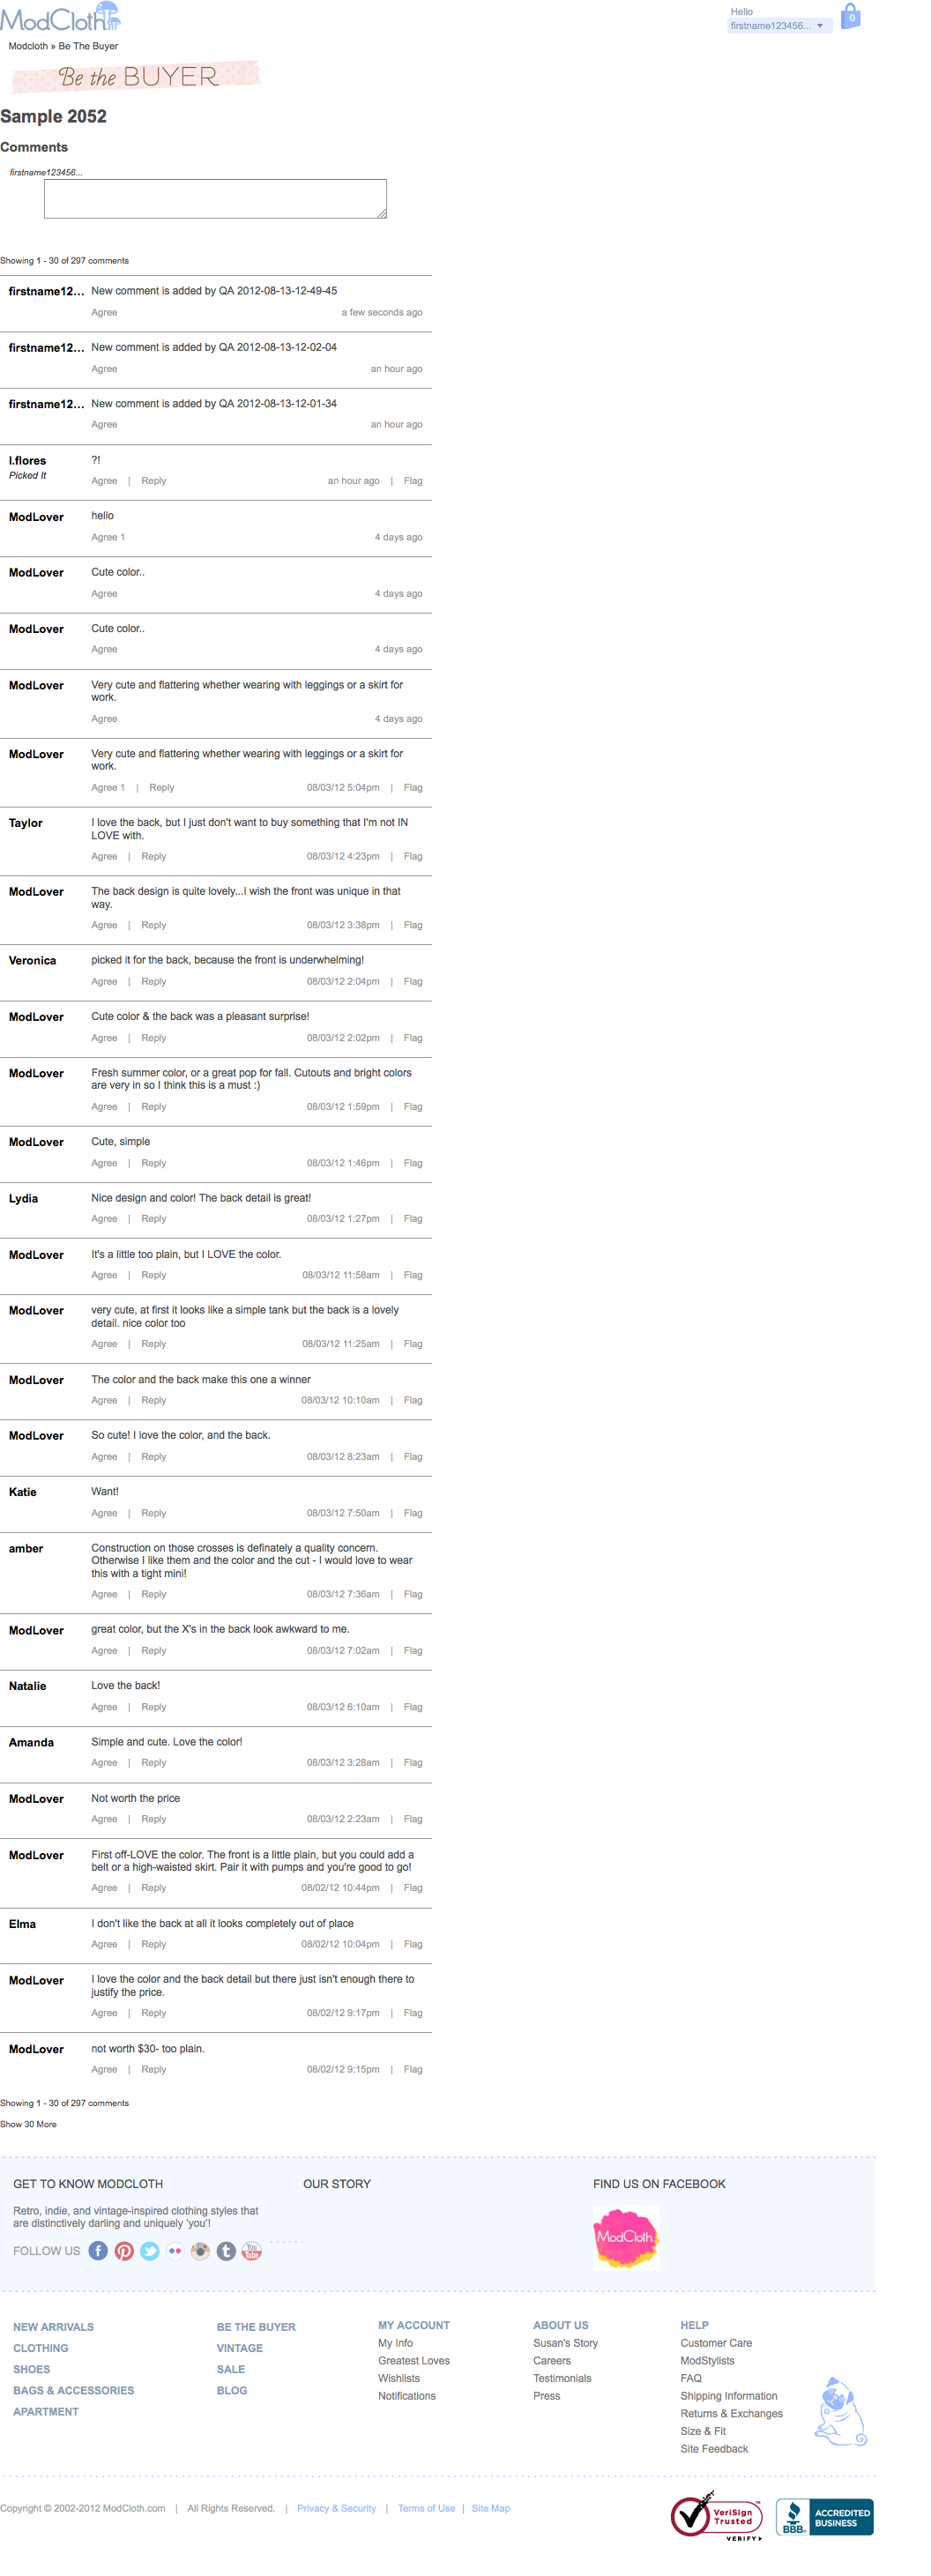 ModCloth
Hello
firstname123456...
0
Modcloth » Be The Buyer
Be the BUYER
Sample 2052
Comments
firstname123456...
Showing 1 - 30 of 297 comments
firstname12... New comment is added by QA 2012-08-13-12-49-45
Agree a few seconds ago
firstname12... New comment is added by QA 2012-08-13-12-02-04
Agree an hour ago
firstname12... New comment is added by QA 2012-08-13-12-01-34
Agree an hour ago
l.flores ?!
Picked It
Agree | Reply an hour ago | Flag
ModLover hello
Agree 1 4 days ago
ModLover Cute color..
Agree 4 days ago
ModLover Cute color..
Agree 4 days ago
ModLover Very cute and flattering whether wearing with leggings or a skirt for
work.
Agree 4 days ago
ModLover Very cute and flattering whether wearing with leggings or a skirt for
work.
Agree 1 | Reply 08/03/12 5:04pm | Flag
Taylor I love the back, but I just don't want to buy something that I'm not IN
LOVE with.
Agree | Reply 08/03/12 4:23pm | Flag
ModLover The back design is quite lovely...I wish the front was unique in that
way.
Agree | Reply 08/03/12 3:38pm | Flag
Veronica picked it for the back, because the front is underwhelming!
Agree | Reply 08/03/12 2:04pm | Flag
ModLover Cute color & the back was a pleasant surprise!
Agree | Reply 08/03/12 2:02pm | Flag
ModLover Fresh summer color, or a great pop for fall. Cutouts and bright colors
are very in so I think this is a must :)
Agree | Reply 08/03/12 1:59pm | Flag
ModLover Cute, simple
Agree | Reply 08/03/12 1:46pm | Flag
Lydia Nice design and color! The back detail is great!
Agree | Reply 08/03/12 1:27pm | Flag
ModLover It's a little too plain, but I LOVE the color.
Agree | Reply 08/03/12 11:58am | Flag
ModLover very cute, at first it looks like a simple tank but the back is a lovely
detail. nice color too
Agree | Reply 08/03/12 11:25am | Flag
ModLover The color and the back make this one a winner
Agree | Reply 08/03/12 10:10am | Flag
ModLover So cute! I love the color, and the back.
Agree | Reply 08/03/12 8:23am | Flag
Katie Want!
Agree | Reply 08/03/12 7:50am | Flag
amber Construction on those crosses is definately a quality concern.
Otherwise I like them and the color and the cut - I would love to wear
this with a tight mini!
Agree | Reply 08/03/12 7:36am | Flag
ModLover great color, but the X's in the back look awkward to me.
Agree | Reply 08/03/12 7:02am | Flag
Natalie Love the back!
Agree | Reply 08/03/12 6:10am | Flag
Amanda Simple and cute. Love the color!
Agree | Reply 08/03/12 3:28am | Flag
ModLover Not worth the price
Agree | Reply 08/03/12 2:23am | Flag
ModLover First off-LOVE the color. The front is a little plain, but you could add a
belt or a high-waisted skirt. Pair it with pumps and you're good to go!
Agree | Reply 08/02/12 10:44pm | Flag
Elma I don't like the back at all it looks completely out of place
Agree | Reply 08/02/12 10:04pm | Flag
ModLover I love the color and the back detail but there just isn't enough there to
justify the price.
Agree | Reply 08/02/12 9:17pm | Flag
ModLover not worth $30- too plain.
Agree | Reply 08/02/12 9:15pm | Flag
Showing 1 - 30 of 297 comments
Show 30 More
GET TO KNOW MODCLOTH
Retro, indie, and vintage-inspired clothing styles that
are distinctively darling and uniquely 'you'!
FOLLOW US
You Tube
OUR STORY
FIND US ON FACEBOOK
ModCloth
NEW ARRIVALS
CLOTHING
SHOES
BAGS & ACCESSORIES
APARTMENT
BE THE BUYER
VINTAGE
SALE
BLOG
MY ACCOUNT
My Info
Greatest Loves
Wishlists
Notifications
ABOUT US
Susan's Story
Careers
Testimonials
Press
HELP
Customer Care
ModStylists
FAQ
Shipping Information
Returns & Exchanges
Size & Fit
Site Feedback
Copyright © 2002-2012 ModCloth.com | All Rights Reserved. | Privacy & Security | Terms of Use | Site Map
VeriSign
Trusted
VERIFY
BBB.
ACCREDITED
BUSINESS